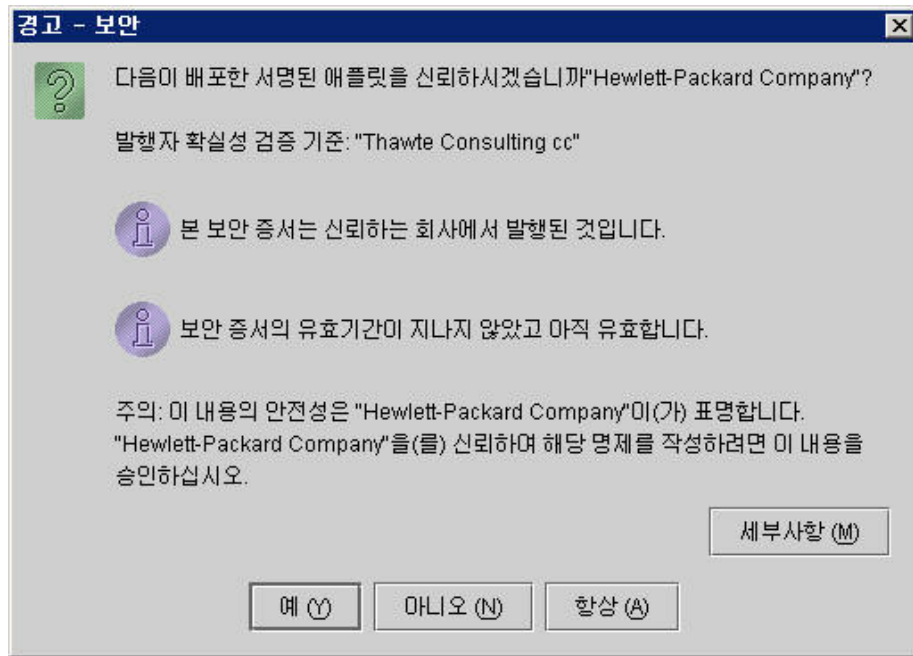 경고 - 보안
다음이 배포한 서명된 애플릿을 신뢰하시겠습니까"Hewlett-Packard Company"?
발행자 확실성 검증 기준: "Thawte Consulting cc"
본 보안 증서는 신뢰하는 회사에서 발행된 것입니다.
보안 증서의 유효기간이 지나지 않았고 아직 유효합니다.
주의: 이 내용의 안전성은 "Hewlett-Packard Company"이(가) 표명합니다.
"Hewlett-Packard Company"을(를) 신뢰하며 해당 명제를 작성하려면 이 내용을
승인하십시오.
세부사항 (M)
예 (Y) 아니오 (N) 항상 (A)